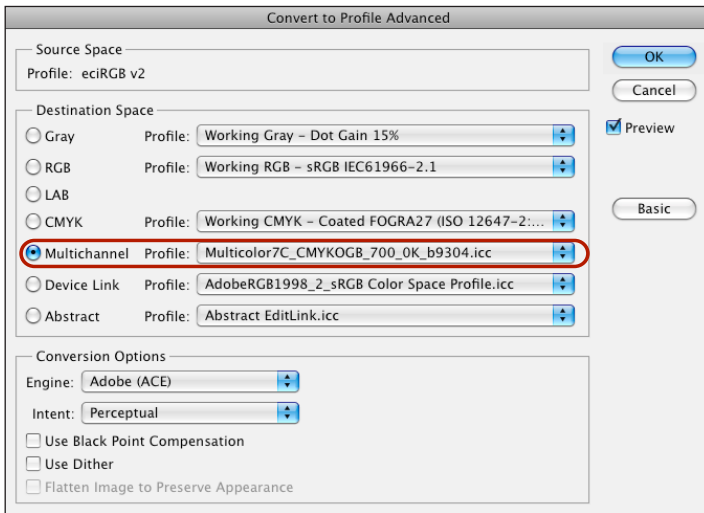 Convert to Profile Advanced
Source Space
Profile: eciRGB v2
OK
Cancel
Preview
Basic
Destination Space
Gray Profile: Working Gray - Dot Gain 15%
RGB Profile: Working RGB - sRGB IEC61966-2.1
LAB
CMYK Profile: Working CMYK - Coated FOGRA27 (ISO 12647-2:...
Multichannel Profile: Multicolor7C_CMYKOGB_700_0K_b9304.icc
Device Link Profile: AdobeRGB1998_2_sRGB Color Space Profile.icc
Abstract Profile: Abstract EditLink.icc
Conversion Options
Engine: Adobe (ACE)
Intent: Perceptual
Use Black Point Compensation
Use Dither
Flatten Image to Preserve Appearance